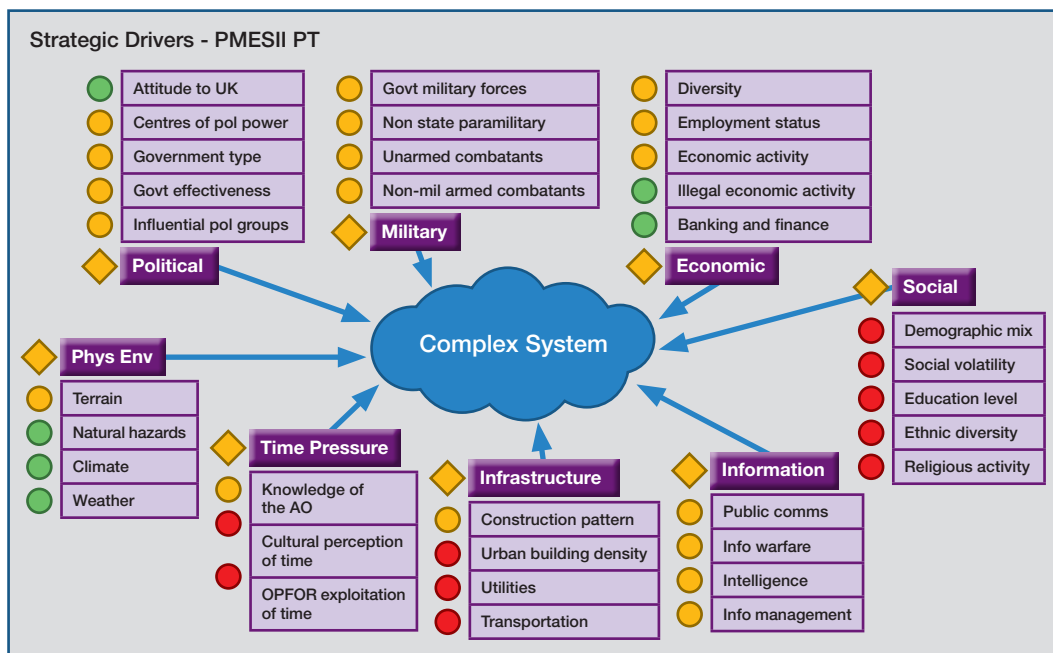 Strategic Drivers - PMESII PT
Attitude to UK
Centres of pol power
Government type
Govt effectiveness
Influential pol groups
Political
Govt military forces
Non state paramilitary
Unarmed combatants
Non-mil armed combatants
Military
Diversity
Employment status
Economic activity
Illegal economic activity
Banking and finance
Economic
Social
Demographic mix
Social volatility
Education level
Ethnic diversity
Religious activity
Complex System
Phys Env
Terrain
Natural hazards
Climate
Weather
Time Pressure
Knowledge of
the AO
Cultural perception
of time
OPFOR exploitation
of time
Infrastructure
Construction pattern
Urban building density
Utilities
Transportation
Information
Public comms
Info warfare
Intelligence
Info management